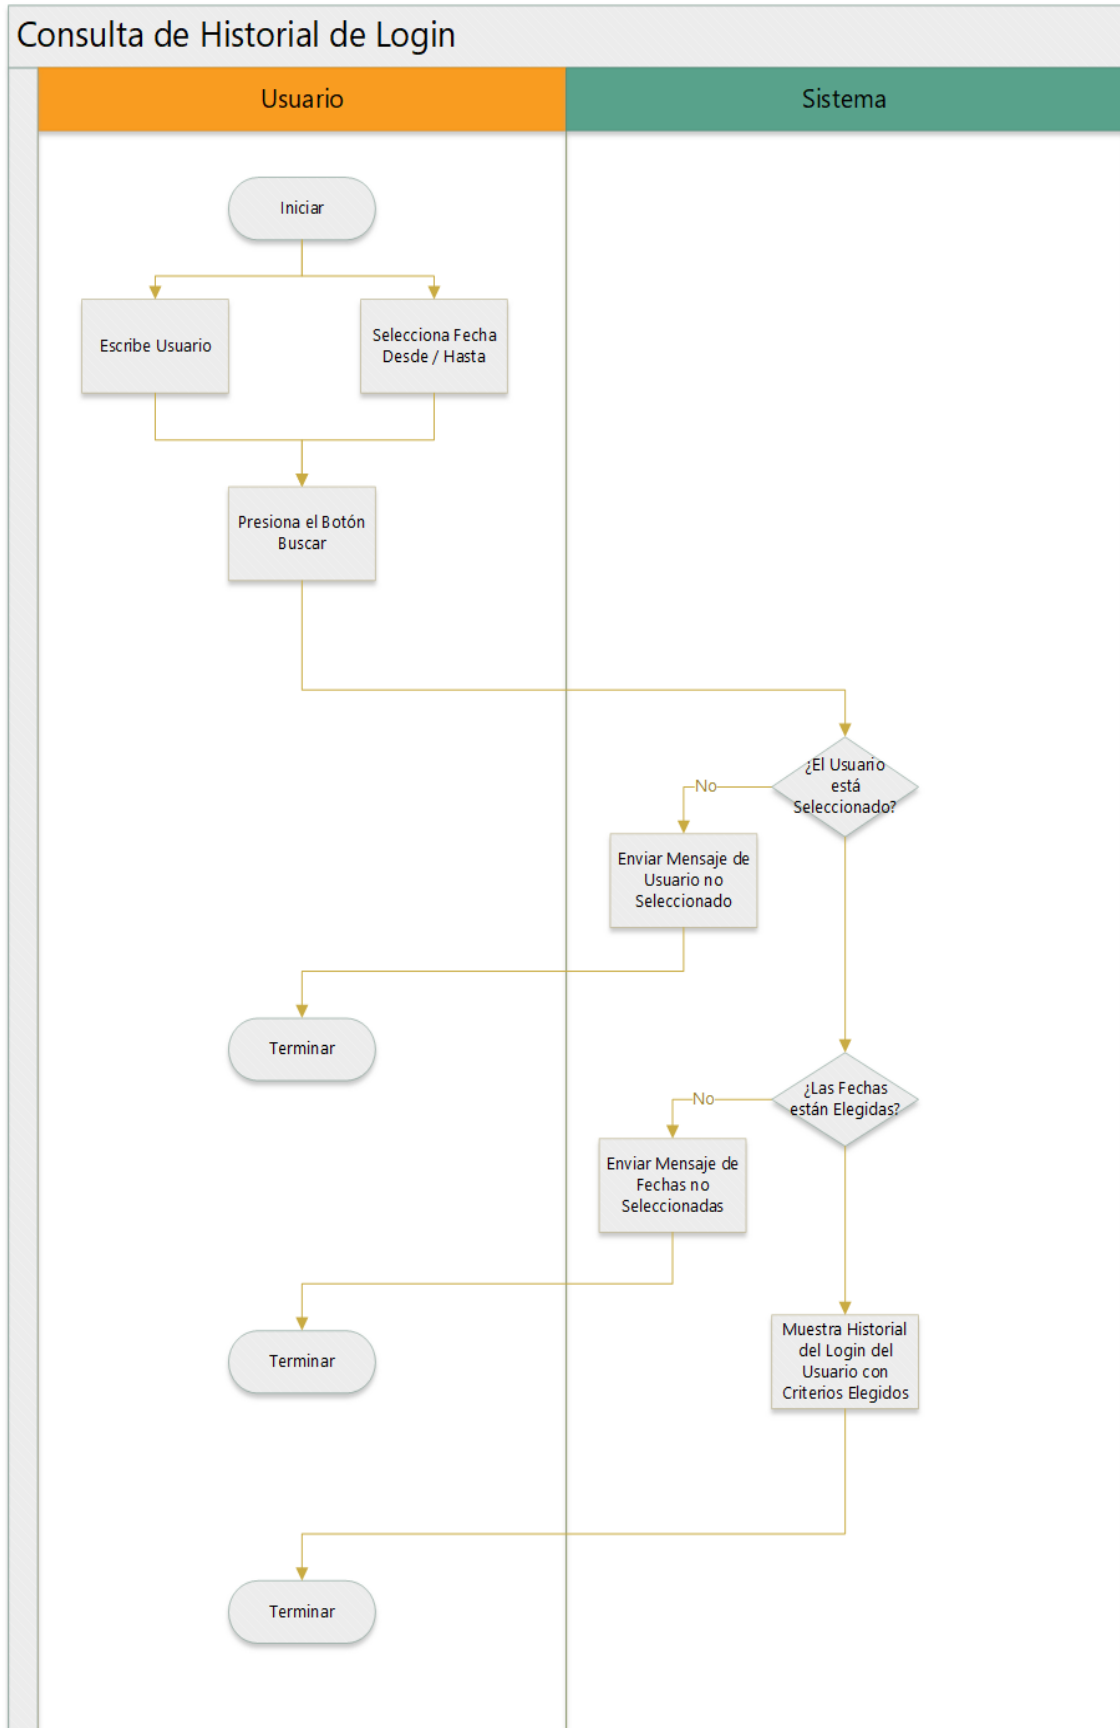 Consulta de Historial de Login
Usuario
Sistema
Iniciar
Escribe Usuario
Selecciona Fecha
Desde / Hasta
Presiona el Botón
Buscar
¿El Usuario
está
Seleccionado?
No
Enviar Mensaje de
Usuario no
Seleccionado
Terminar
¿Las Fechas
están Elegidas?
No
Enviar Mensaje de
Fechas no
Seleccionadas
Terminar
Muestra Historial
del Login del
Usuario con
Criterios Elegidos
Terminar